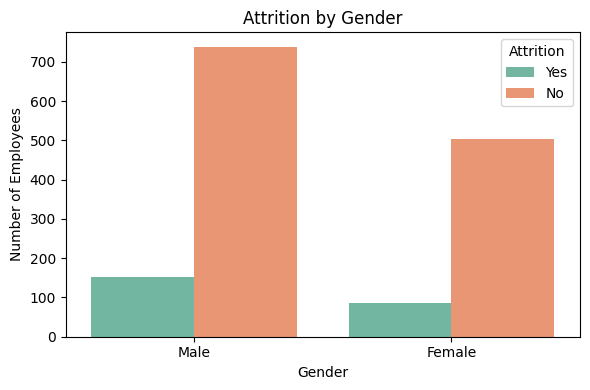 Attrition by Gender
Number of Employees
700
600
500
400
300
200
100
0
Attrition
Yes
No
Male
Female
Gender